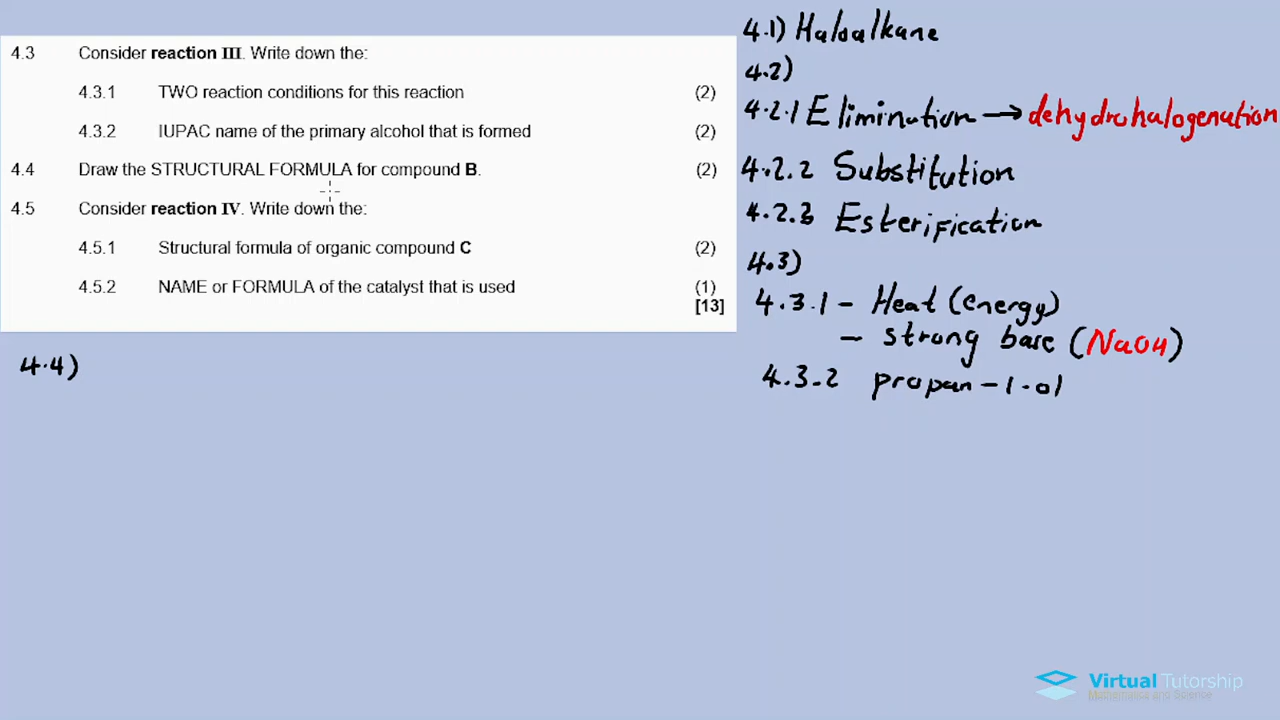 4.3 Consider reaction III. Write down the:
4.3.1 TWO reaction conditions for this reaction (2)
4.3.2 IUPAC name of the primary alcohol that is formed (2)
4.4 Draw the STRUCTURAL FORMULA for compound B. (2)
4.5 Consider reaction IV. Write down the:
4.5.1 Structural formula of organic compound C (2)
4.5.2 NAME or FORMULA of the catalyst that is used (1)
[13]
4.4)
4.1) Haloalkane
4.2)
4.2.1 Elimination → dehydrohalogenation
4.2.2 Substitution
4.2.3 Esterification
4.3)
4.3.1 - Heat (energy)
- strong base (NaOH)
4.3.2 propan-1-ol
Virtual Tutorship
Mathematics and Science